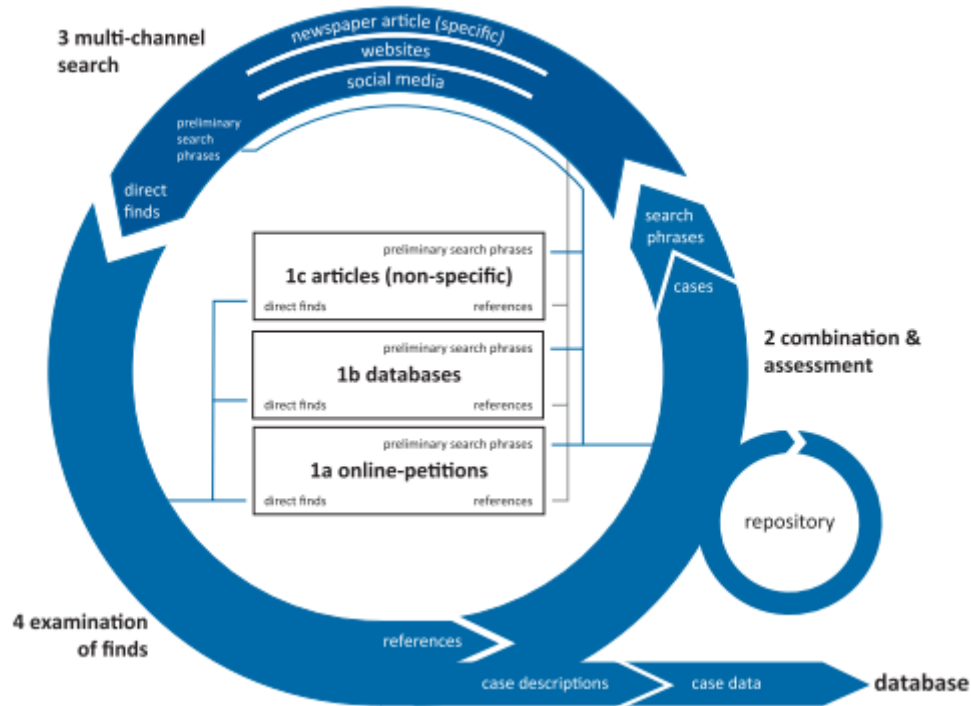 3 multi-channel
search
newspaper article (specific)
websites
social media
preliminary
search
phrases
direct
finds
search
phrases
cases
preliminary search phrases
1c articles (non-specific)
direct finds references
preliminary search phrases
1b databases
direct finds references
preliminary search phrases
1a online-petitions
direct finds references
2 combination &
assessment
repository
4 examination
of finds
references
case descriptions
case data
database